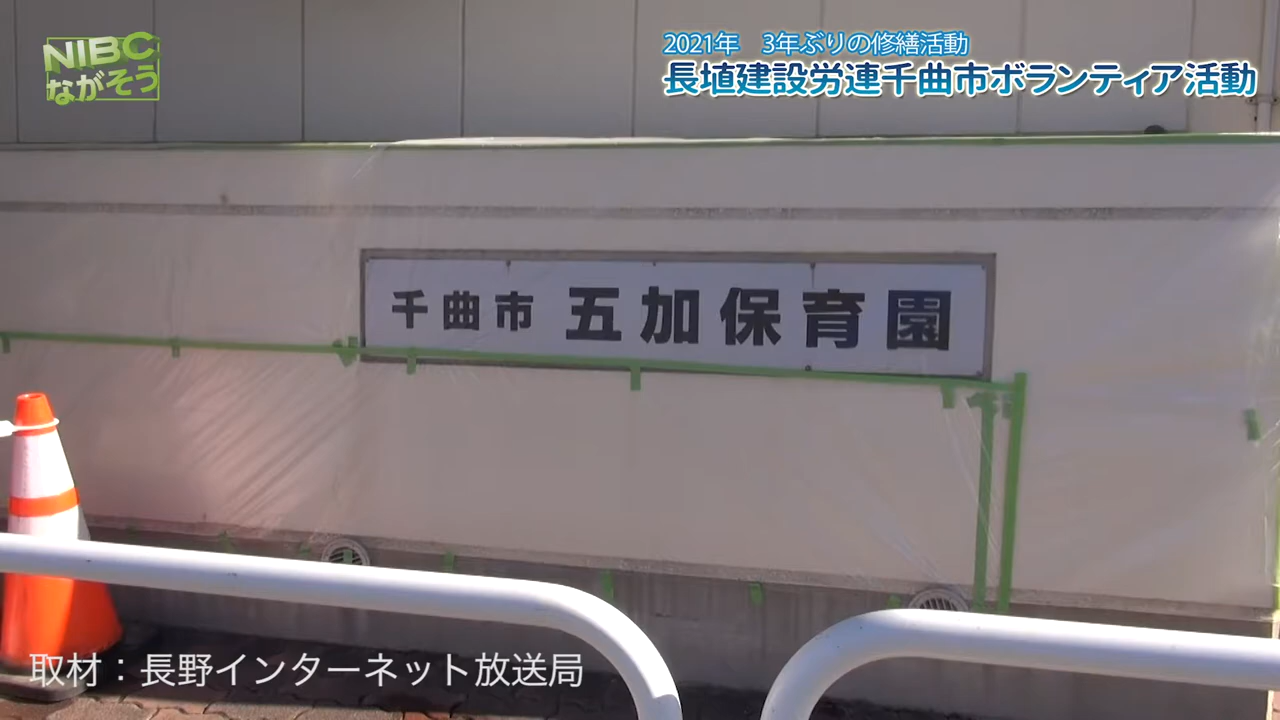 NIBC
ながそう
2021年 3年ぶりの修繕活動
長埴建設労連千曲市ボランティア活動
千曲市 五加保育園
取材：長野インターネット放送局